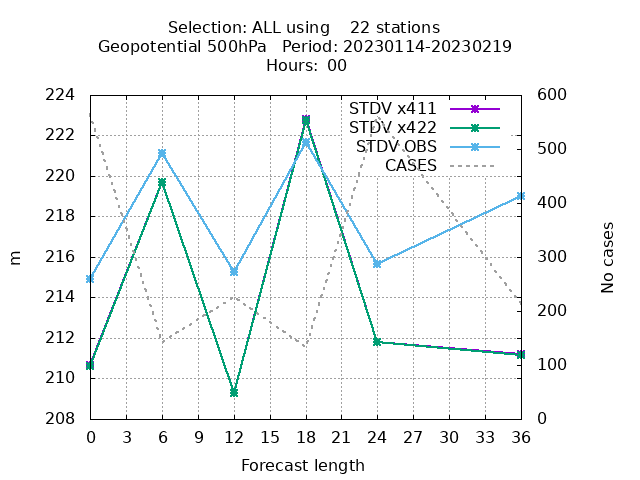 Selection: ALL using    22 stations
Geopotential 500hPa   Period: 20230114-20230219
Hours:  00
STDV x411
STDV x422
STDV OBS
CASES
224
222
220
218
216
214
212
210
208
600
500
400
300
200
100
0
m
No cases
0 3 6 9 12 15 18 21 24 27 30 33 36
Forecast length